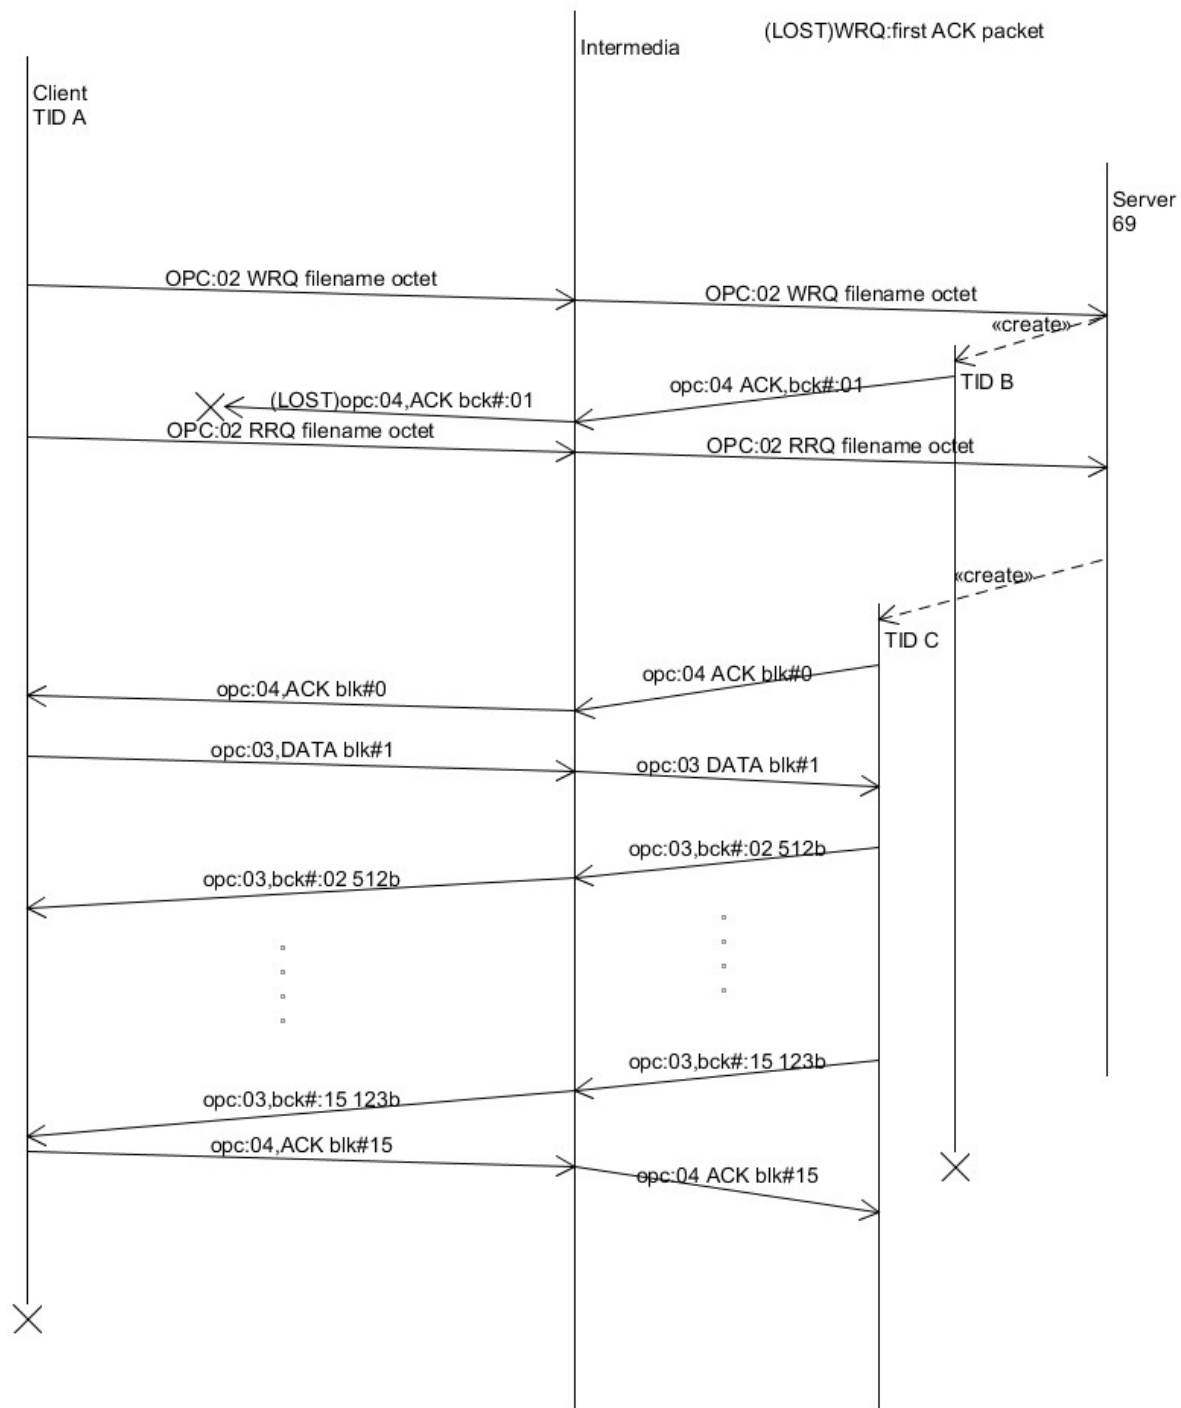 (LOST)WRQ:first ACK packet
Intermedia
Client
TID A
Server
69
OPC:02 WRQ filename octet
OPC:02 WRQ filename octet
«create»
TID B
opc:04 ACK,bck#:01
(LOST)opc:04,ACK bck#:01
OPC:02 RRQ filename octet
OPC:02 RRQ filename octet
«create»
TID C
opc:04 ACK blk#0
opc:04,ACK blk#0
opc:03,DATA blk#1
opc:03 DATA blk#1
opc:03,bck#:02 512b
opc:03,bck#:02 512b
opc:03,bck#:15 123b
opc:03,bck#:15 123b
opc:04,ACK blk#15
opc:04 ACK blk#15